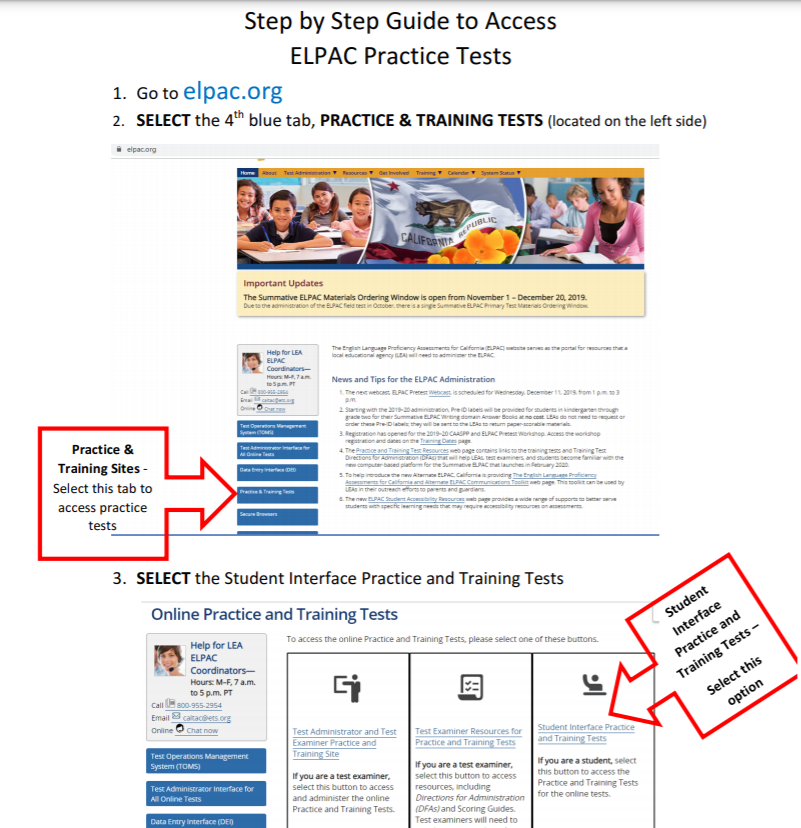 Step by Step Guide to Access
ELPAC Practice Tests
1. Go to elpac.org
2. SELECT the 4th blue tab, PRACTICE & TRAINING TESTS (located on the left side)
elpac.org
Home About Test Administration ▼ Resources ▼ Get Involved Training ▼ Calendar ▼ System Status ▼
CALIFORNIA REPUBLIC
Important Updates
The Summative ELPAC Materials Ordering Window is open from November 1 – December 20, 2019.
Due to the administration of the ELPAC field test in October, there is a single Summative ELPAC Primary Test Materials Ordering Window.
Help for LEA
ELPAC
Coordinators—
Hours: M–F, 7 a.m.
to 5 p.m. PT
Call 800-955-2954
Email caltac@ets.org
Online Chat now
Test Operations Management
System (TOMS)
Test Administrator Interface for
All Online Tests
Data Entry Interface (DEI)
Practice & Training Tests
Secure Browsers
The English Language Proficiency Assessments for California (ELPAC) website serves as the portal for resources that a
local educational agency (LEA) will need to administer the ELPAC.
News and Tips for the ELPAC Administration
1. The next webcast, ELPAC Pretest Webcast, is scheduled for Wednesday, December 11, 2019, from 1 p.m. to 3
p.m.
2. Starting with the 2019–20 administration, Pre-ID labels will be provided for students in kindergarten through
grade two for their Summative ELPAC Writing domain Answer Books at no cost. LEAs do not need to request or
order these Pre-ID labels; they will be sent to the LEAs to return paper-scorable materials.
3. Registration has opened for the 2019–20 CAASPP and ELPAC Pretest Workshop. Access the workshop
registration and dates on the Training Dates page.
4. The Practice and Training Test Resources web page contains links to the training tests and Training Test
Directions for Administration (DFAs) that will help LEAs, test examiners, and students become familiar with the
new computer-based platform for the Summative ELPAC that launches in February 2020.
5. To help introduce the new Alternate ELPAC, California is providing The English Language Proficiency
Assessments for California and Alternate ELPAC Communications Toolkit web page. This toolkit can be used by
LEAs in their outreach efforts to parents and guardians.
6. The new ELPAC Student Accessibility Resources web page provides a wide range of supports to better serve
students with specific learning needs that may require accessibility resources on assessments.
Practice &
Training Sites -
Select this tab to
access practice
tests
3. SELECT the Student Interface Practice and Training Tests
Online Practice and Training Tests
Help for LEA
ELPAC
Coordinators—
Hours: M–F, 7 a.m.
to 5 p.m. PT
Call 800-955-2954
Email caltac@ets.org
Online Chat now
Test Operations Management
System (TOMS)
Test Administrator Interface for
All Online Tests
Data Entry Interface (DEI)
To access the online Practice and Training Tests, please select one of these buttons.
Test Administrator and Test
Examiner Practice and
Training Site
If you are a test examiner,
select this button to access
and administer the online
Practice and Training Tests.
Test Examiner Resources for
Practice and Training Tests
If you are a test examiner,
select this button to access
resources, including
Directions for Administration
(DFAs) and Scoring Guides.
Test examiners will need to
Student Interface Practice
and Training Tests
If you are a student, select
this button to access the
Practice and Training Tests
for the online tests.
Student
Interface
Practice and
Training Tests –
Select this
option